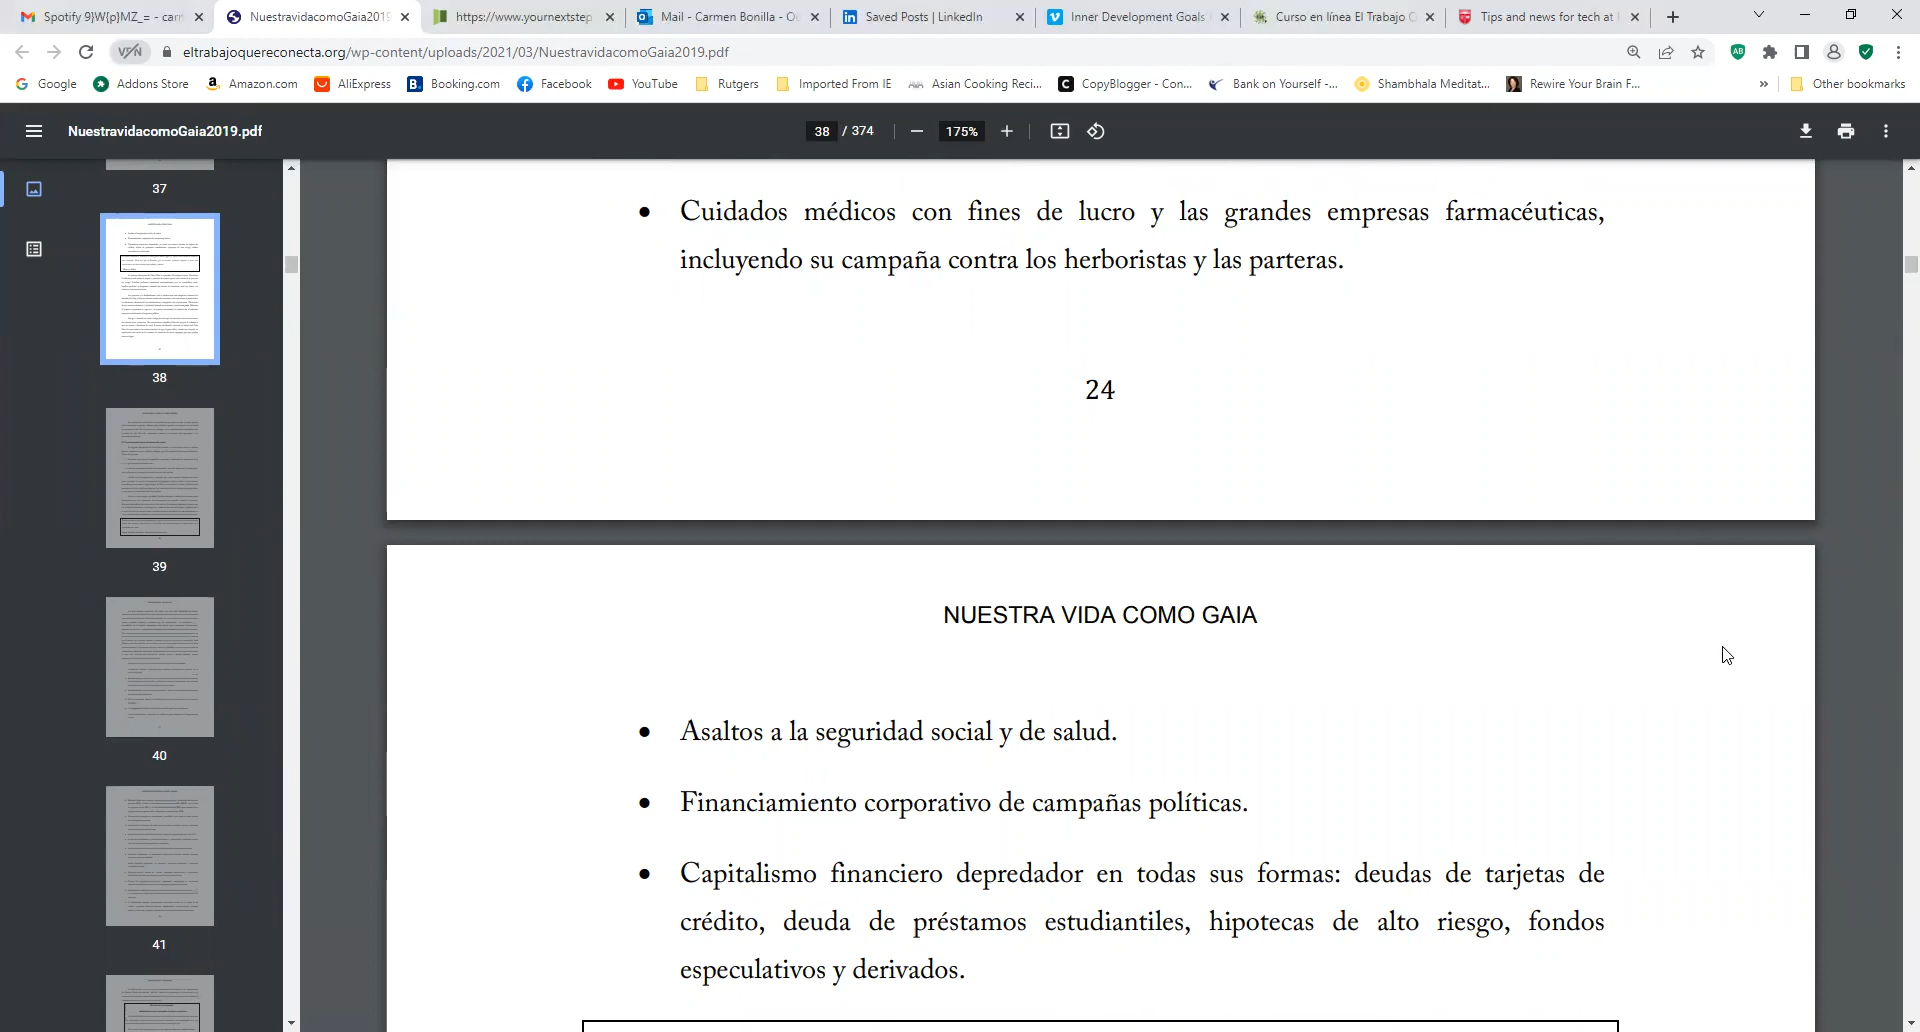 Spotify 9}W{p}MZ_= - can
NuestravidacomoGaia2019
https://www.yournextstep
Mail - Carmen Bonilla - O
Saved Posts | LinkedIn
Inner Development Goals
Curso en línea El Trabajo
Tips and news for tech at
VPN
eltrabajoquereconecta.org/wp-content/uploads/2021/03/NuestravidacomoGaia2019.pdf
Google
Addons Store
Amazon.com
AliExpress
Booking.com
Facebook
YouTube
Rutgers
Imported From IE
Asian Cooking Reci...
CopyBlogger - Con...
Bank on Yourself -...
Shambhala Meditat...
Rewire Your Brain F...
Other bookmarks
NuestravidacomoGaia2019.pdf
38 / 374
175%
37
38
39
40
41
• Cuidados médicos con fines de lucro y las grandes empresas farmacéuticas,
incluyendo su campaña contra los herboristas y las parteras.
24
NUESTRA VIDA COMO GAIA
• Asaltos a la seguridad social y de salud.
• Financiamiento corporativo de campañas políticas.
• Capitalismo financiero depredador en todas sus formas: deudas de tarjetas de
crédito, deuda de préstamos estudiantiles, hipotecas de alto riesgo, fondos
especulativos y derivados.